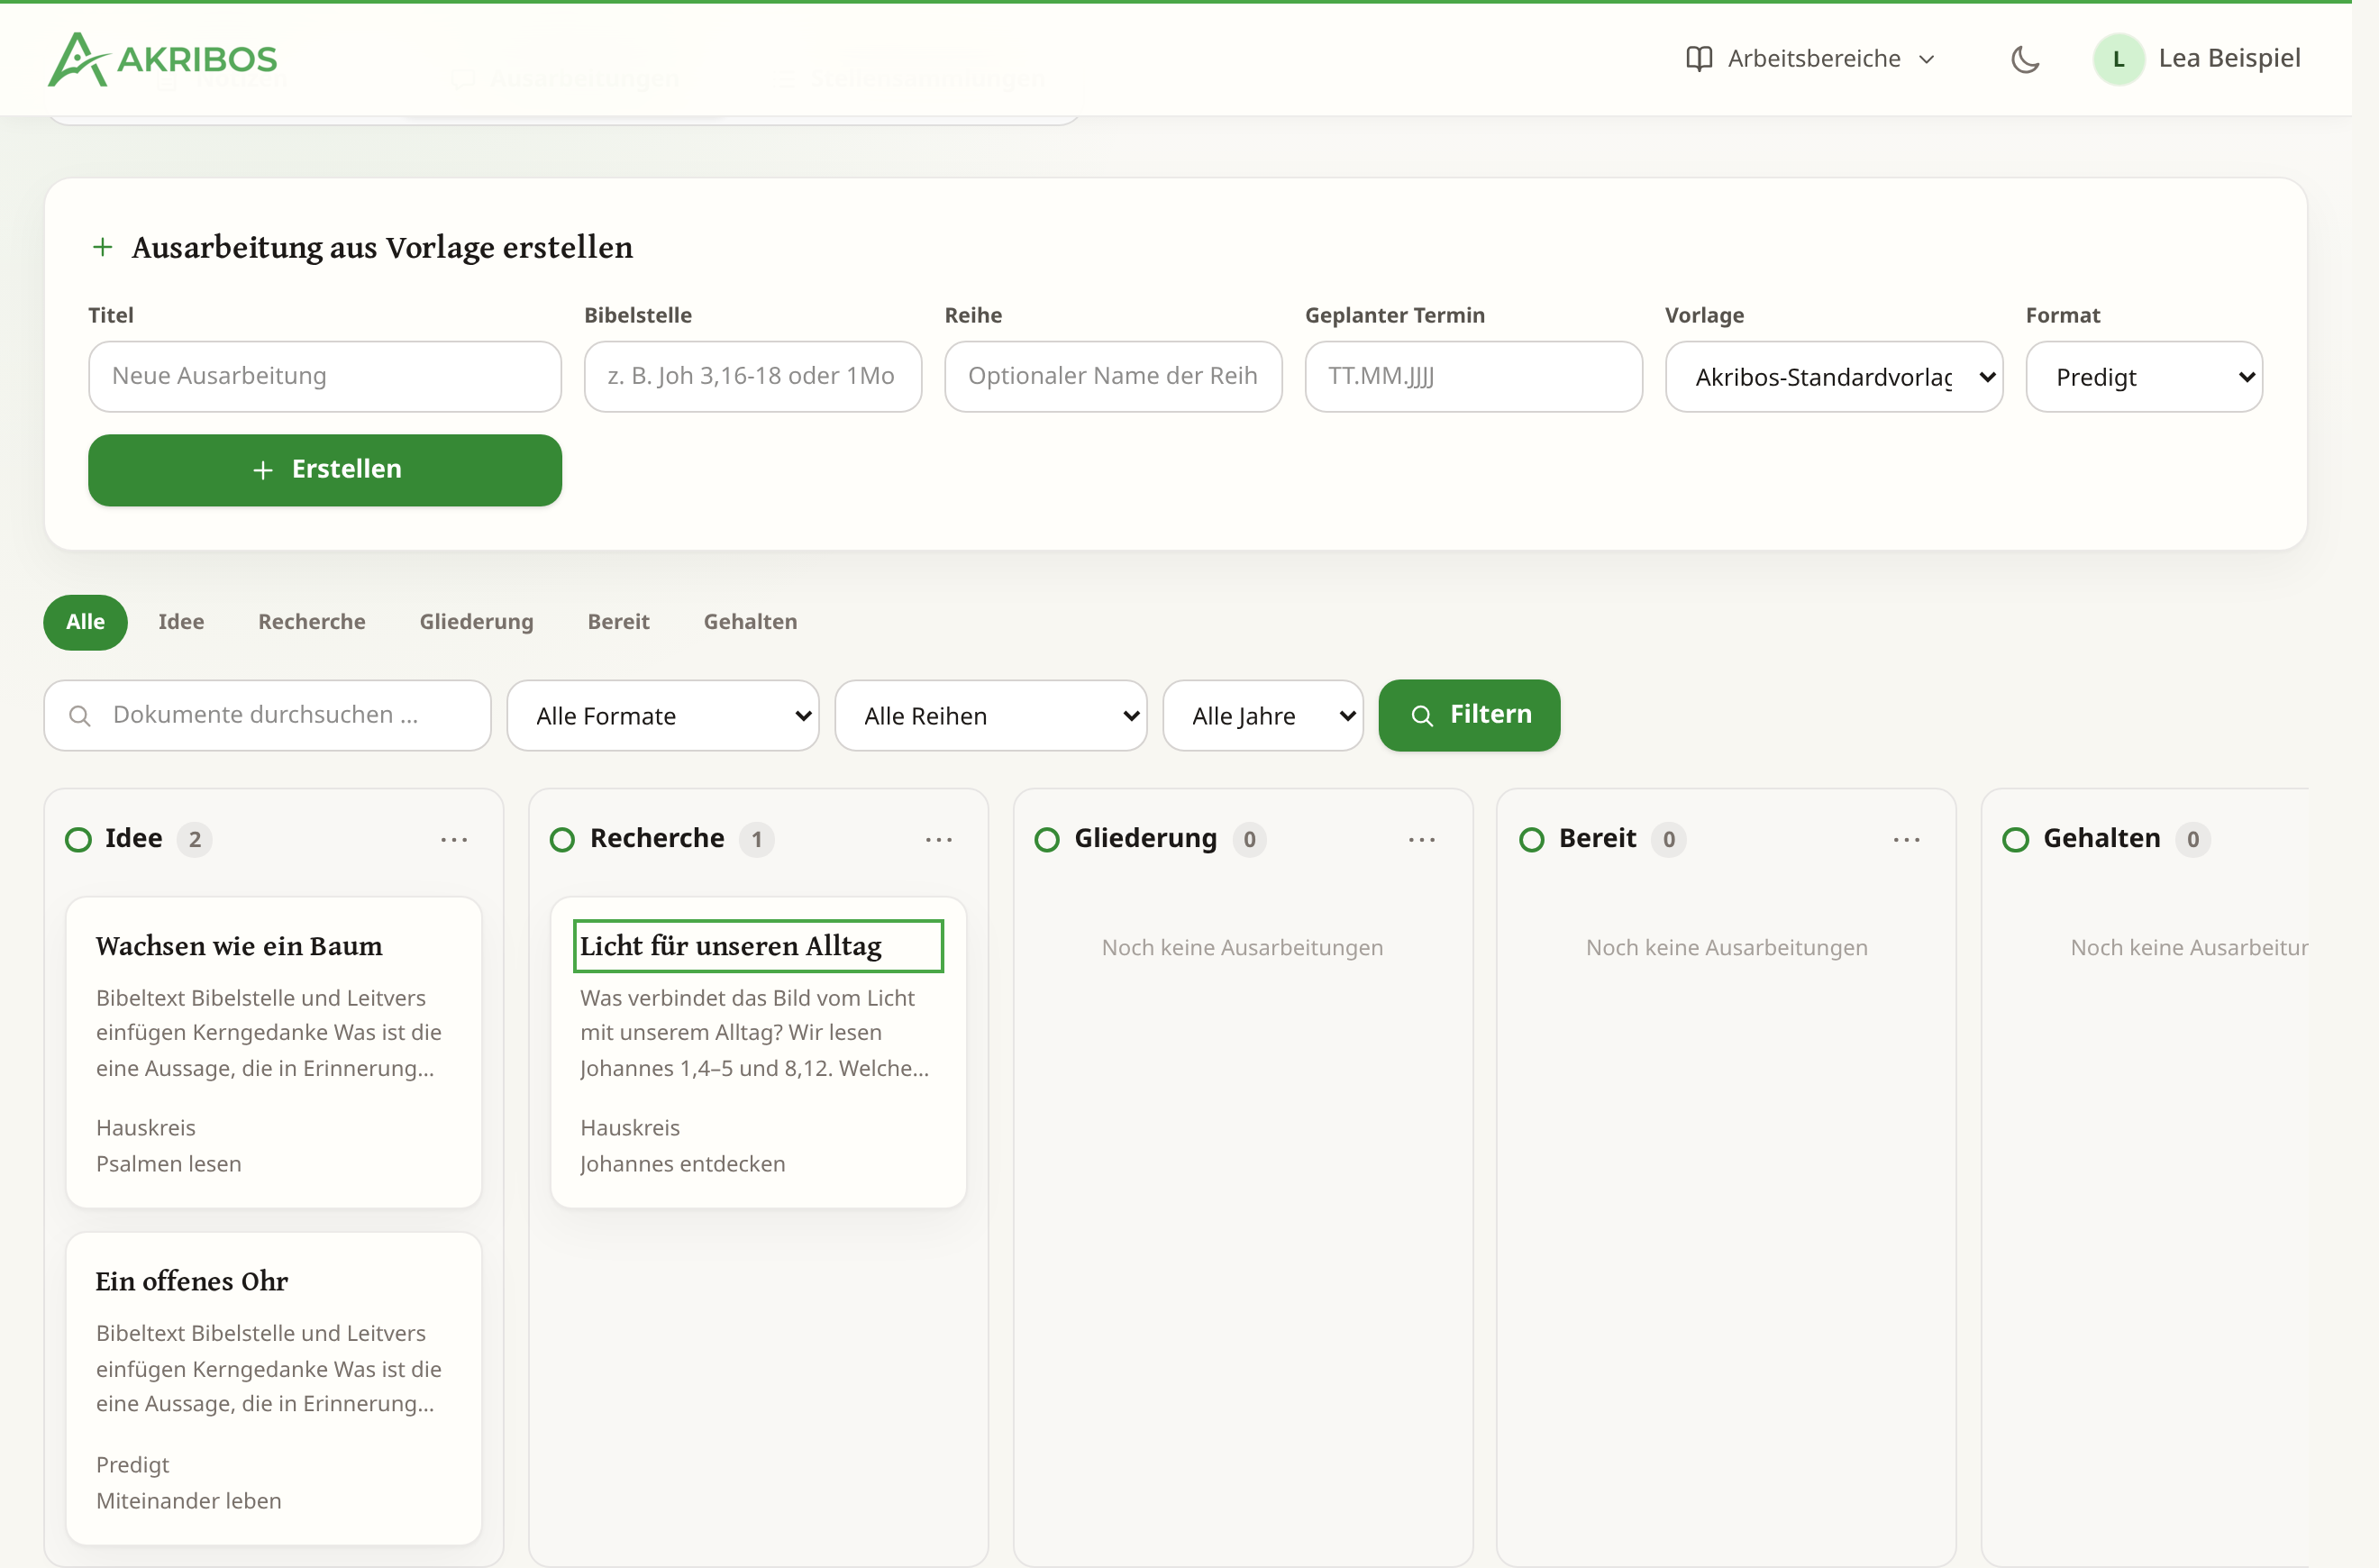 AKRIBOS
Arbeitsbereiche
L
Lea Beispiel
Ausarbeitungen
Stellensammlungen
Ausarbeitung aus Vorlage erstellen
Titel
Bibelstelle
Reihe
Geplanter Termin
Vorlage
Format
Neue Ausarbeitung
z. B. Joh 3,16-18 oder 1Mo
Optionaler Name der Reih
TT.MM.JJJJ
Akribos-Standardvorlag
Predigt
Erstellen
Alle
Idee
Recherche
Gliederung
Bereit
Gehalten
Dokumente durchsuchen ...
Alle Formate
Alle Reihen
Alle Jahre
Filtern
Idee 2 ...
Wachsen wie ein Baum
Bibeltext Bibelstelle und Leitvers
einfügen Kerngedanke Was ist die
eine Aussage, die in Erinnerung...
Hauskreis
Psalmen lesen
Ein offenes Ohr
Bibeltext Bibelstelle und Leitvers
einfügen Kerngedanke Was ist die
eine Aussage, die in Erinnerung...
Predigt
Miteinander leben
Recherche 1 ...
Licht für unseren Alltag
Was verbindet das Bild vom Licht
mit unserem Alltag? Wir lesen
Johannes 1,4–5 und 8,12. Welche...
Hauskreis
Johannes entdecken
Gliederung 0 ...
Noch keine Ausarbeitungen
Bereit 0 ...
Noch keine Ausarbeitungen
Gehalten 0
Noch keine Ausarbeitur